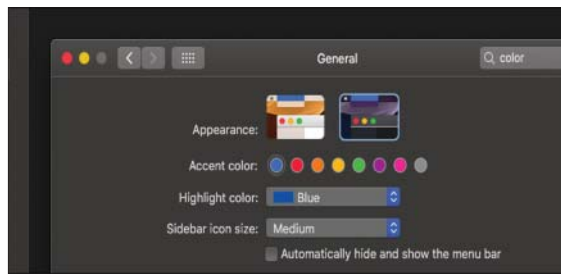 General
color
Appearance:
Accent color:
Highlight color: Blue
Sidebar icon size: Medium
Automatically hide and show the menu bar